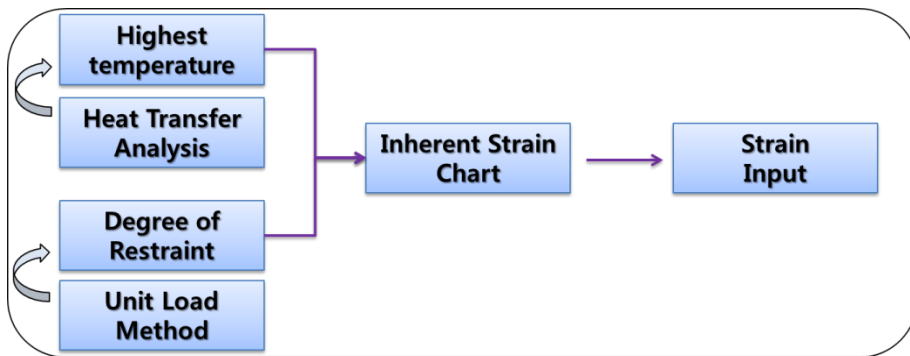 Highest
temperature
Heat Transfer
Analysis
Inherent Strain
Chart
Strain
Input
Degree of
Restraint
Unit Load
Method